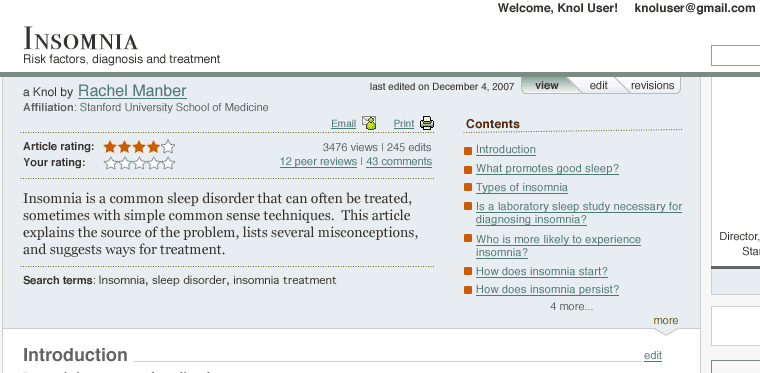 Welcome, Knol User! knoluser@gmail.com
Insomnia
Risk factors, diagnosis and treatment
a Knol by Rachel Manber
Affiliation: Stanford University School of Medicine
last edited on December 4, 2007
view edit revisions
Email Print
Article rating:
3476 views | 245 edits
Your rating:
12 peer reviews | 43 comments
Insomnia is a common sleep disorder that can often be treated,
sometimes with simple common sense techniques. This article
explains the source of the problem, lists several misconceptions,
and suggests ways for treatment.
Search terms: Insomnia, sleep disorder, insomnia treatment
Contents
Introduction
What promotes good sleep?
Types of insomnia
Is a laboratory sleep study necessary for
diagnosing insomnia?
Who is more likely to experience
insomnia?
How does insomnia start?
How does insomnia persist?
4 more...
more
Director,
Introduction
edit